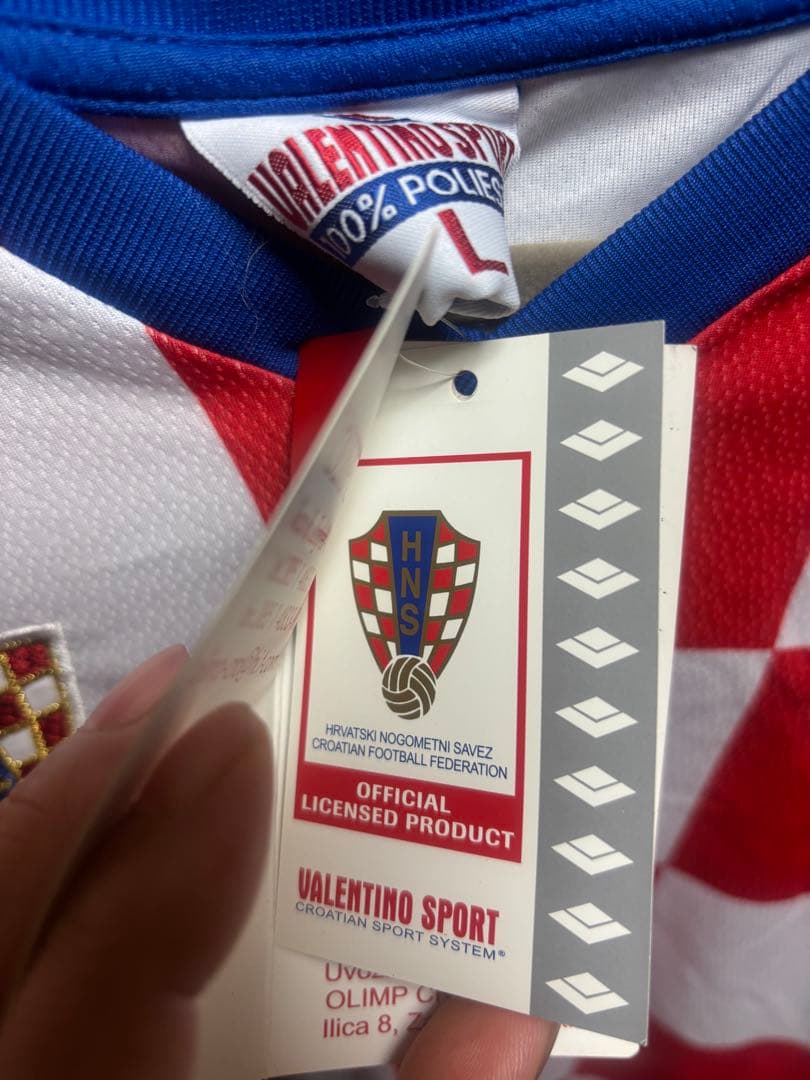 VALENTINO SPORT
100% POLIES
L
HNS
HRVATSKI NOGOMETNI SAVEZ
CROATIAN FOOTBALL FEDERATION
OFFICIAL
LICENSED PRODUCT
VALENTINO SPORT
CROATIAN SPORT SYSTEM®
OLIMP
Ilica 8,